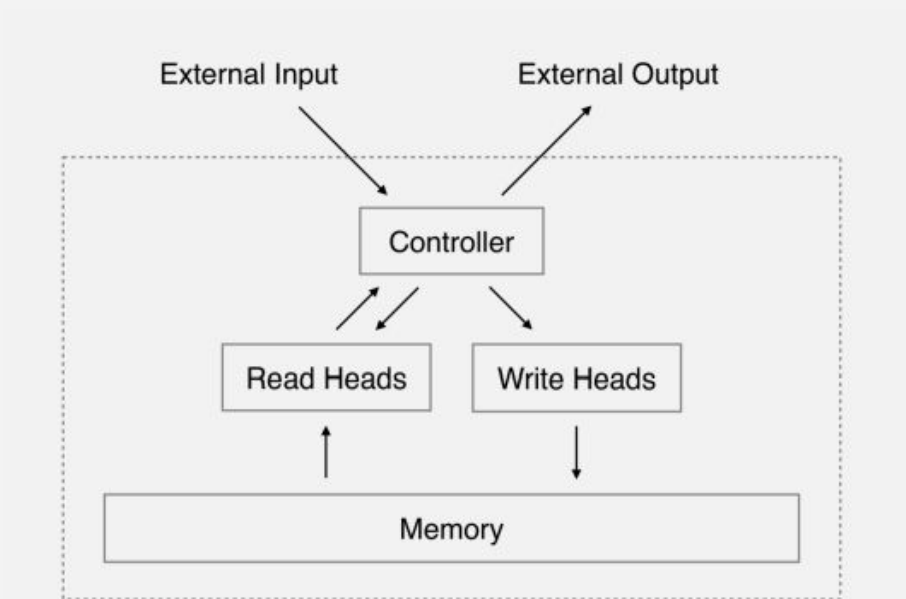 External Input
External Output
Controller
Read Heads
Write Heads
Memory